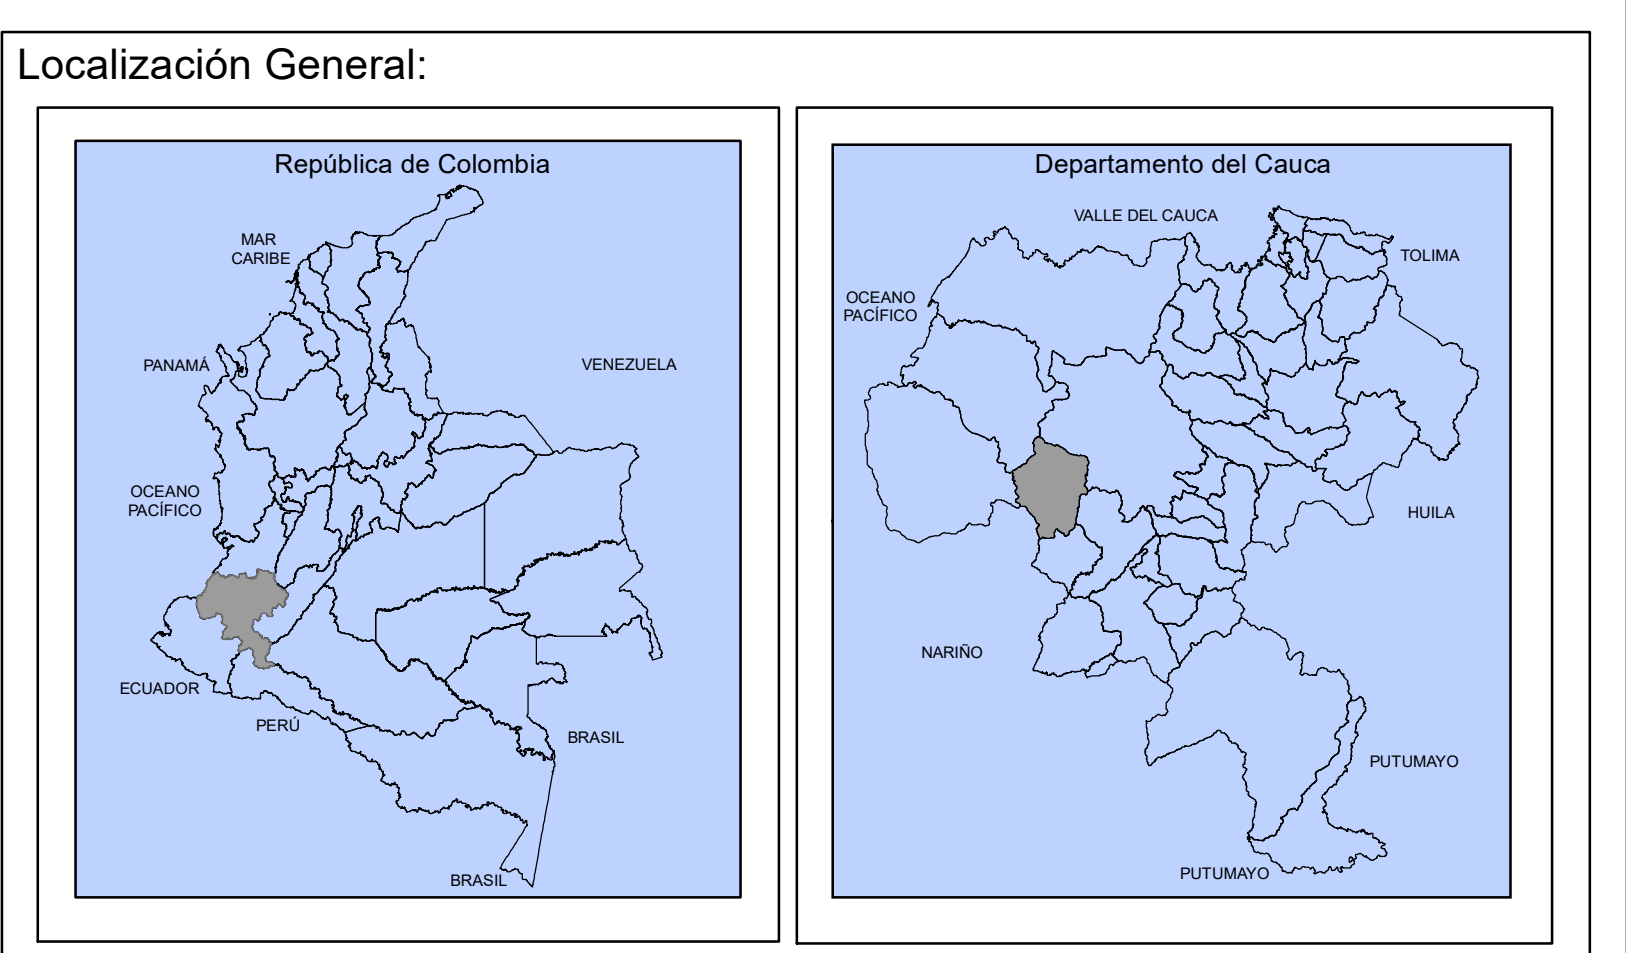 Localización General:
República de Colombia
MAR
CARIBE
PANAMÁ
VENEZUELA
OCEANO
PACÍFICO
ECUADOR
PERÚ
BRASIL
BRASIL
Departamento del Cauca
VALLE DEL CAUCA
TOLIMA
OCEANO
PACÍFICO
HUILA
NARIÑO
PUTUMAYO
PUTUMAYO